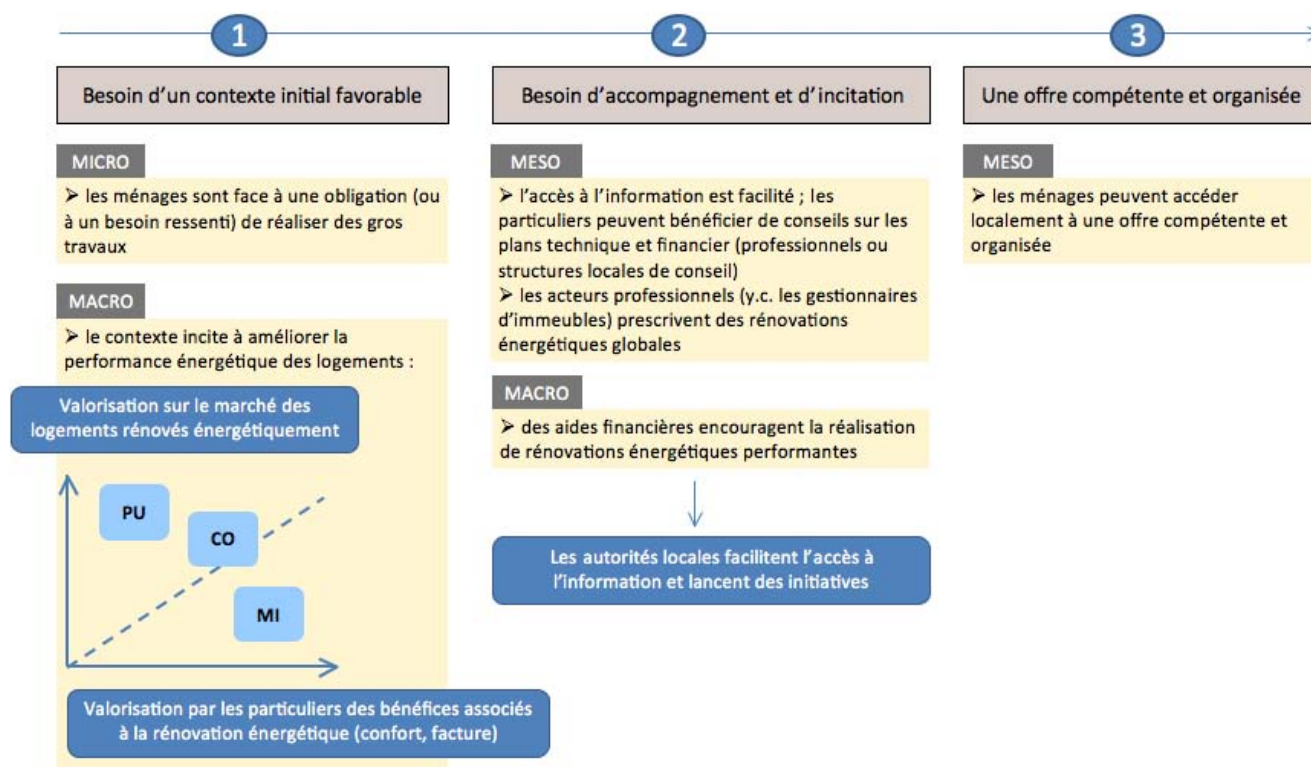 1
2
3
Besoin d'un contexte initial favorable
MICRO
➢ les ménages sont face à une obligation (ou
à un besoin ressenti) de réaliser des gros
travaux
MACRO
➢ le contexte incite à améliorer la
performance énergétique des logements :
Valorisation sur le marché des
logements rénovés énergétiquement
PU
CO
MI
Valorisation par les particuliers des bénéfices associés
à la rénovation énergétique (confort, facture)
Besoin d'accompagnement et d'incitation
MESO
➢ l'accès à l'information est facilité ; les
particuliers peuvent bénéficier de conseils sur les
plans technique et financier (professionnels ou
structures locales de conseil)
➢ les acteurs professionnels (y.c. les gestionnaires
d'immeubles) prescrivent des rénovations
énergétiques globales
MACRO
➢ des aides financières encouragent la réalisation
de rénovations énergétiques performantes
Les autorités locales facilitent l'accès à
l'information et lancent des initiatives
Une offre compétente et organisée
MESO
➢ les ménages peuvent accéder
localement à une offre compétente et
organisée